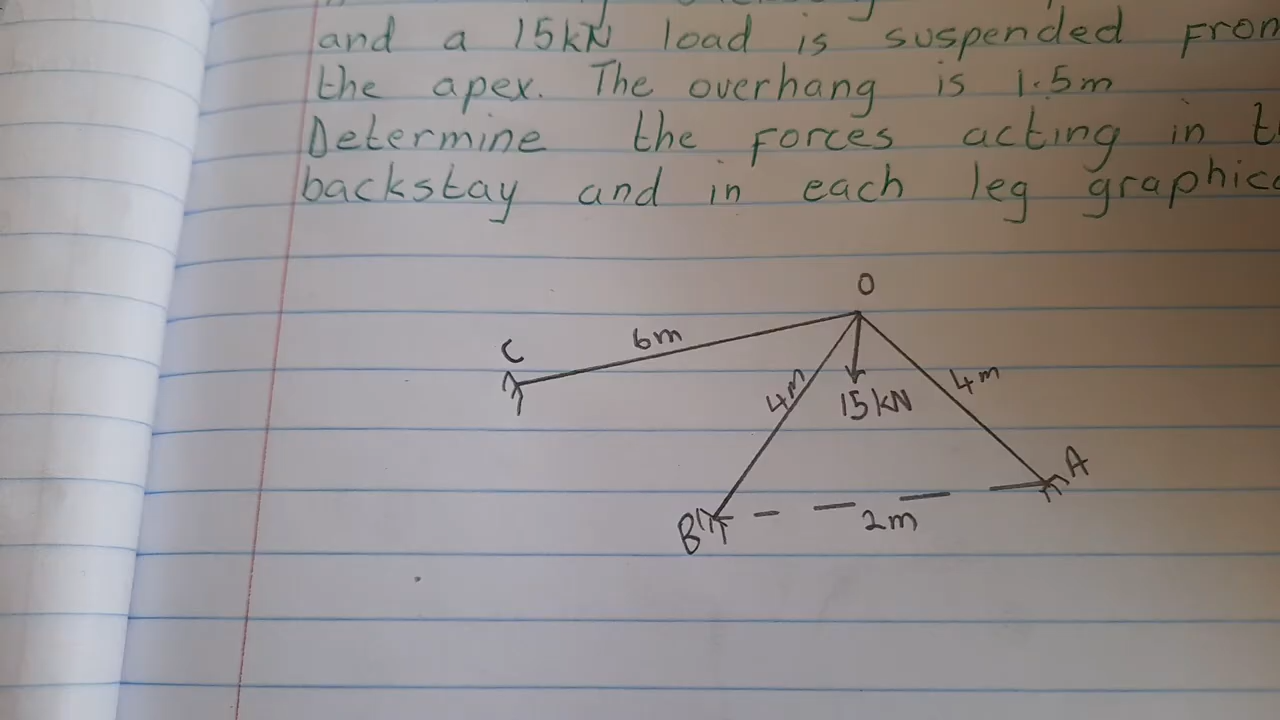 and a 15kN load is suspended from
the apex. The overhang is 1.5m
Determine the forces acting in
backstay and in each leg
O
C
6m
4m
4m
15kN
A
B
2m